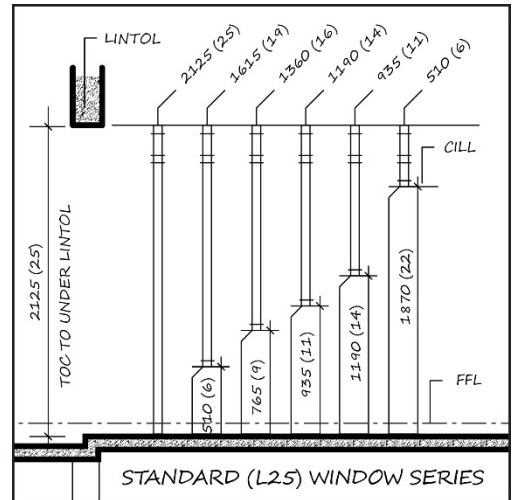 LINTOL
2125 (25)
1615 (19)
1360 (16)
1190 (14)
935 (11)
510 (6)
CILL
2125 (25)
TOC TO UNDER LINTOL
510 (6)
765 (9)
935 (11)
1190 (14)
1870 (22)
FFL
STANDARD (L25) WINDOW SERIES